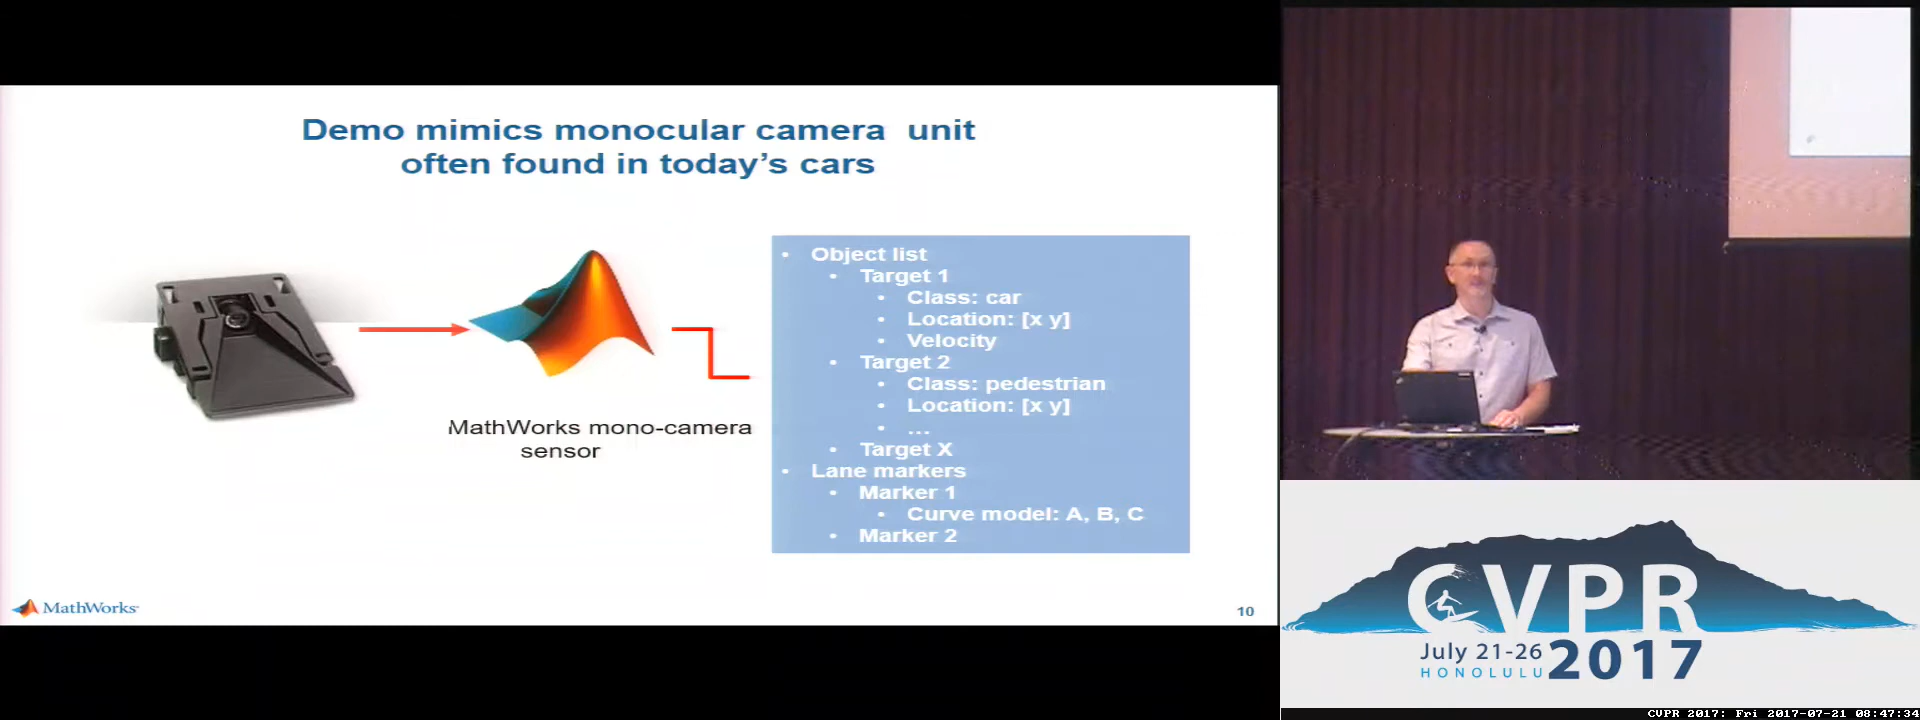 Demo mimics monocular camera unit
often found in today's cars
MathWorks mono-camera
sensor
• Object list
• Target 1
• Class: car
• Location: [x y]
• Velocity
• Target 2
• Class: pedestrian
• Location: [x y]
• ...
• Target X
• Lane markers
• Marker 1
• Curve model: A, B, C
• Marker 2
MathWorks
10
CVPR
July 21-26
HONOLULU
2017
CVPR 2017: Fri 2017-07-21 08:47:34